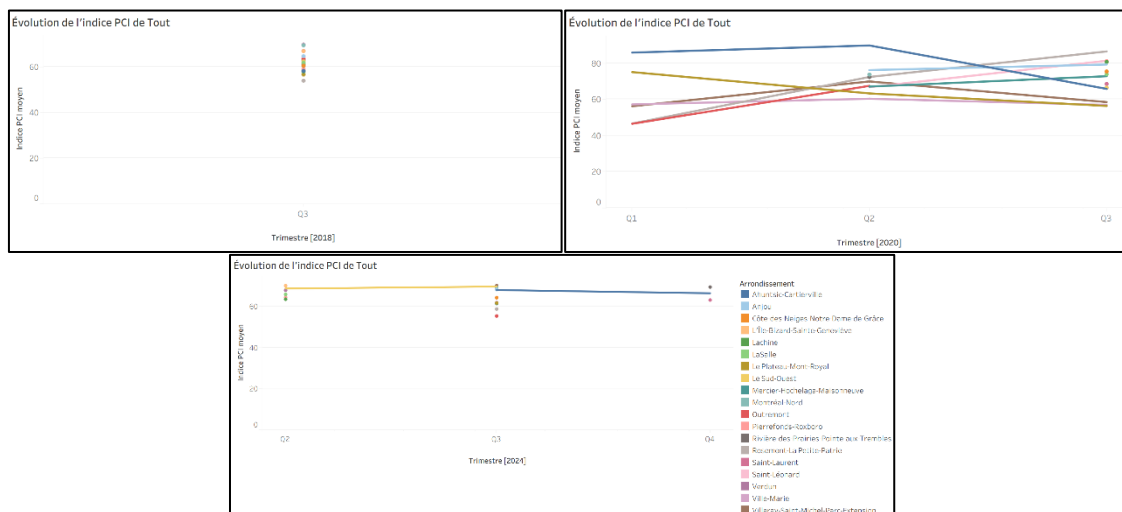 Évolution de l'indice PCI de Tout
Indice PCI moyen
60
40
20
0
Q3
Trimestre [2018]
Évolution de l'indice PCI de Tout
Indice PCI moyen
80
60
40
20
0
Q1 Q2 Q3
Trimestre [2020]
Évolution de l'indice PCI de Tout
Indice PCI moyen
60
40
20
0
Q2 Q3 Q4
Trimestre [2024]
Arrondissement
Ahuntsic-Cartierville
Anjou
Côte des Neiges-Notre Dame de Grâce
L'Île-Bizard-Sainte-Geneviève
Lachine
LaSalle
Le Plateau-Mont-Royal
Le Sud-Ouest
Mercier-Hochelaga-Maisonneuve
Montréal-Nord
Outremont
Pierrefonds-Roxboro
Rivière des Prairies-Pointe aux Trembles
Rosemont-La Petite-Patrie
Saint-Laurent
Saint-Léonard
Verdun
Ville-Marie
Villeray-Saint-Michel-Parc-Extension